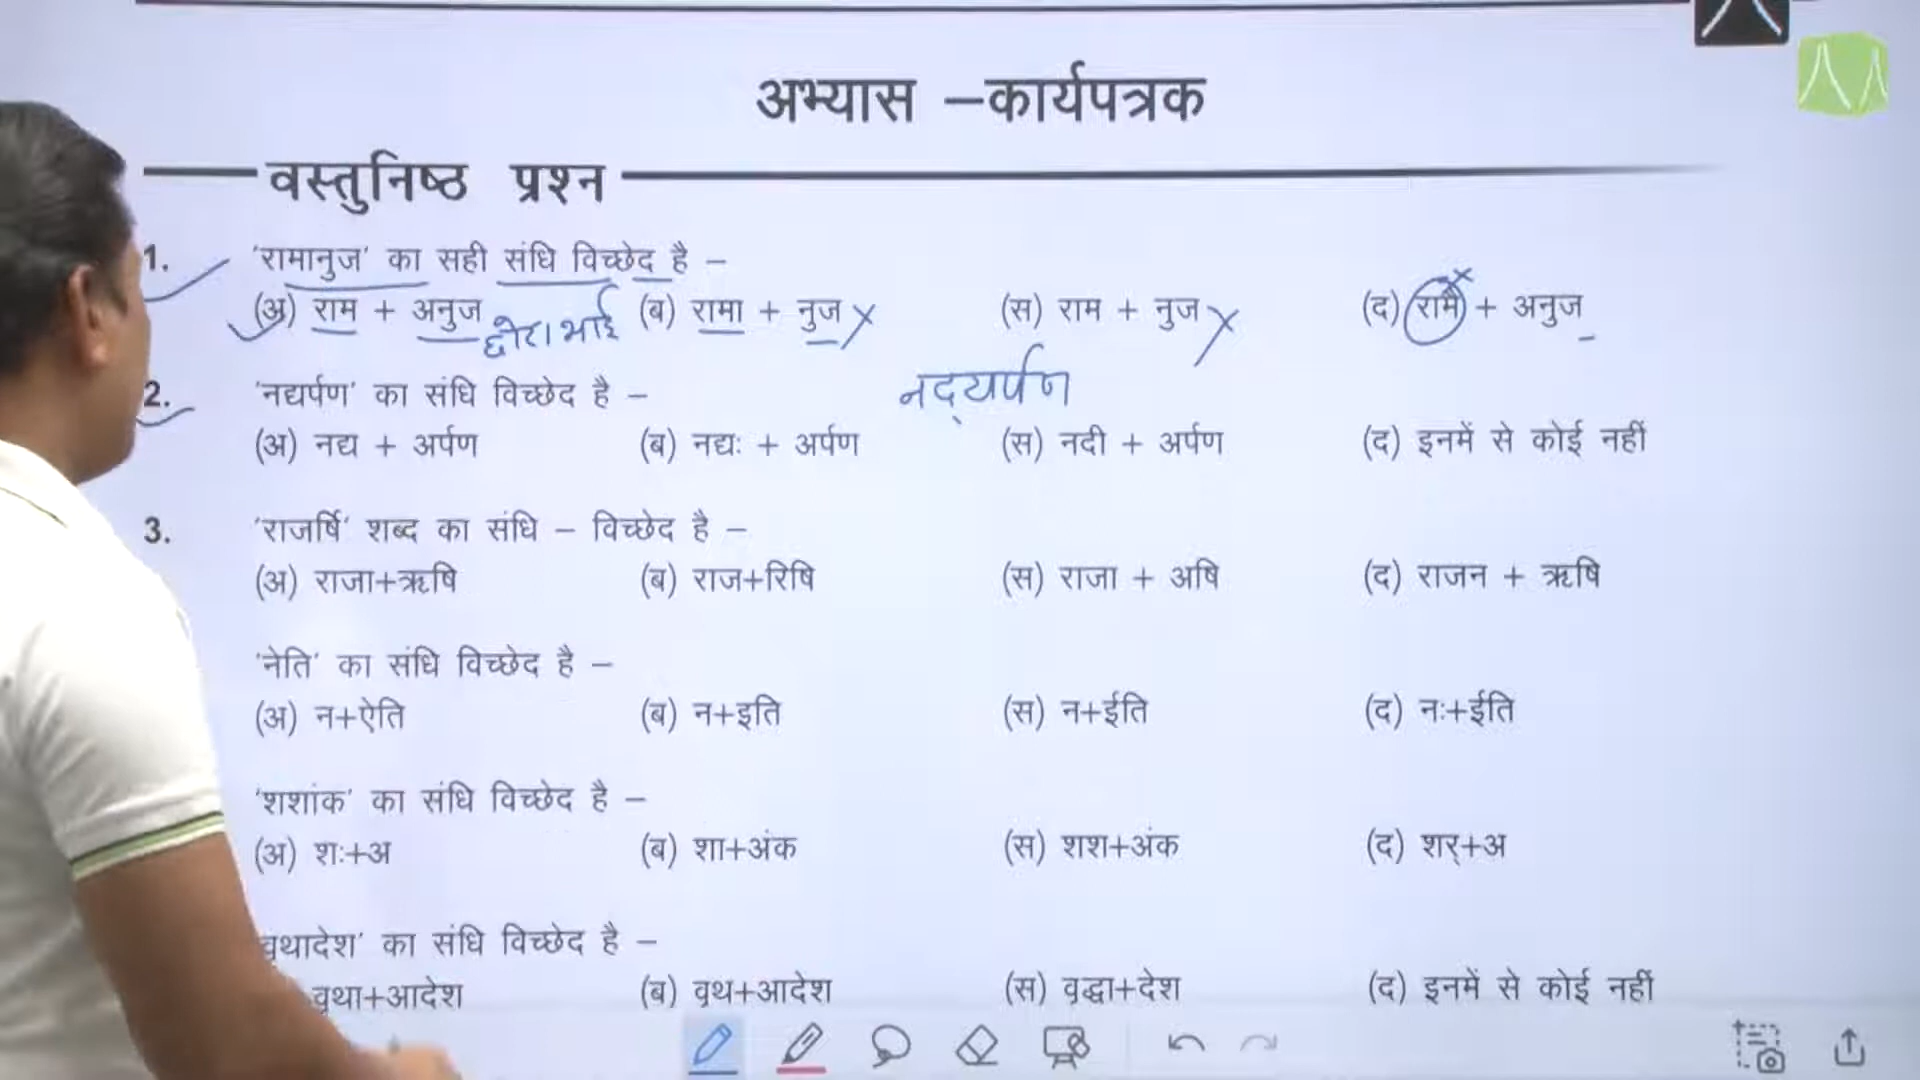 अभ्यास –कार्यपत्रक
वस्तुनिष्ठ प्रश्न
1. 'रामानुज' का सही संधि विच्छेद है –
(अ) राम + अनुज छोटा भाई (ब) रामा + नुज x (स) राम + नुज x (द) रामै x + अनुज
2. 'नद्यर्पण' का संधि विच्छेद है – नद्यर्पण
(अ) नद्य + अर्पण (ब) नद्यः + अर्पण (स) नदी + अर्पण (द) इनमें से कोई नहीं
3. 'राजर्षि' शब्द का संधि – विच्छेद है –
(अ) राजा+ऋषि (ब) राज+रिषि (स) राजा + अषि (द) राजन + ऋषि
'नेति' का संधि विच्छेद है –
(अ) न+ऐति (ब) न+इति (स) न+ईति (द) नः+ईति
'शशांक' का संधि विच्छेद है –
(अ) शः+अ (ब) शा+अंक (स) शश+अंक (द) शर्+अ
वृथादेश' का संधि विच्छेद है –
वृथा+आदेश (ब) वृथ+आदेश (स) वृद्धा+देश (द) इनमें से कोई नहीं